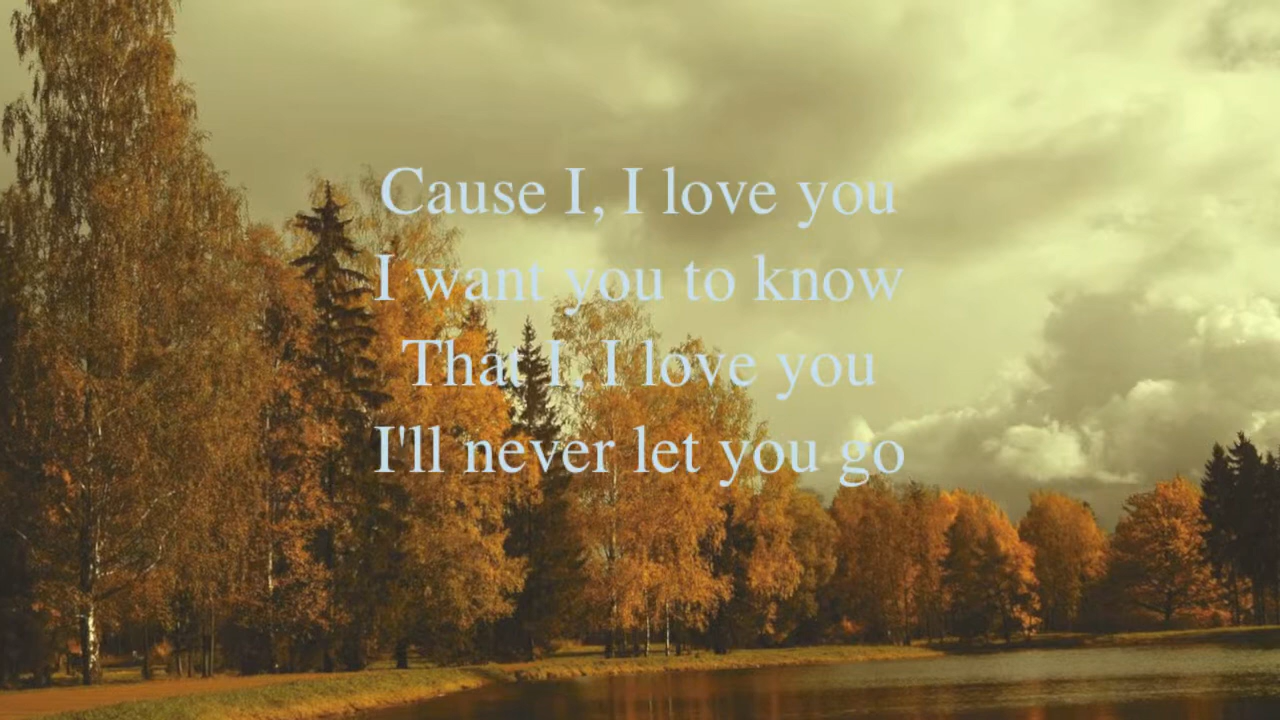 Cause I, I love you
I want you to know
That I, I love you
I'll never let you go